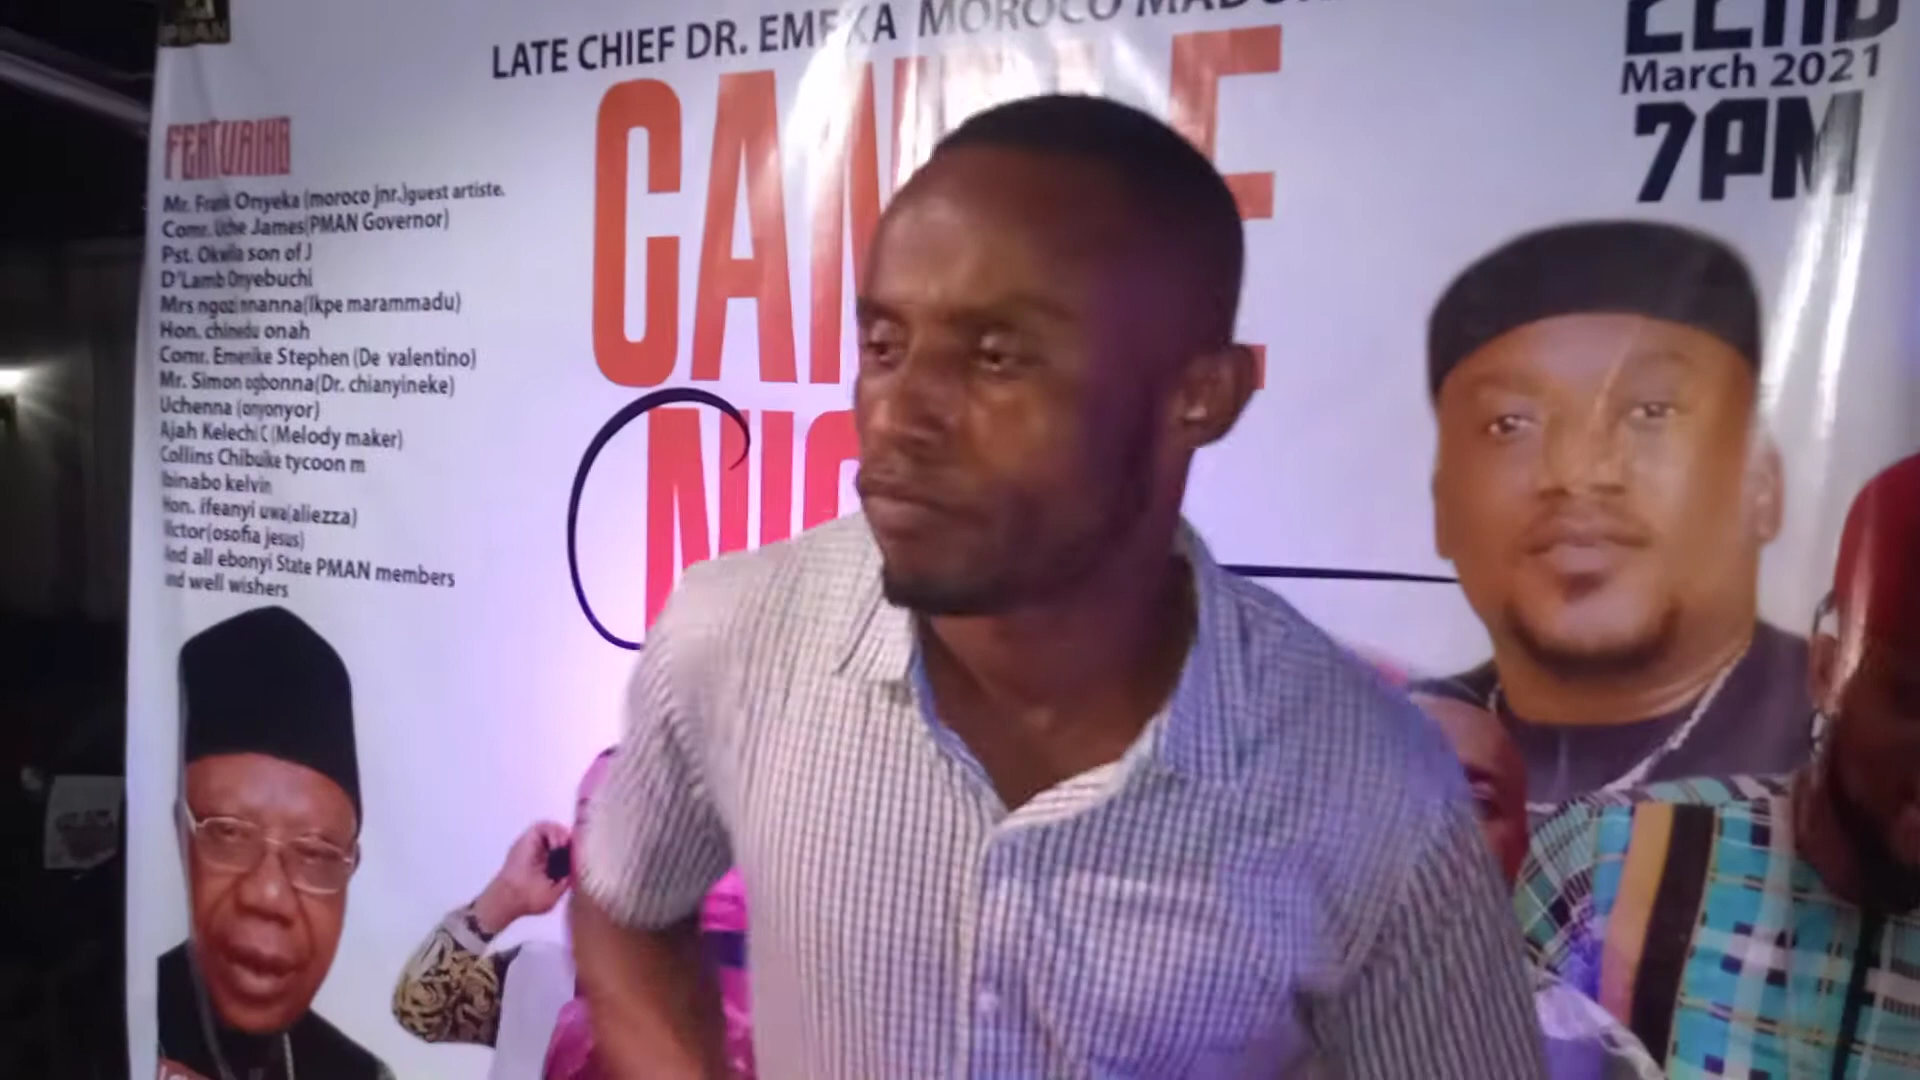 PMAN
LATE CHIEF DR. EMEKA MOROCO
22ND
March 2021
7PM
CANDLE
FEATURING
Mr. Frank Onyeka (moroco jnr.)guest artiste.
Comr. Uche James(PMAN Governor)
Pst. Okwila son of J
D'Lamb Onyebuchi
Mrs ngozi nnanna(Ikpe marammadu)
Hon. chinedu onah
Comr. Emerike Stephen (De valentino)
Mr. Simon ogbonna(Dr. chianyineke)
Uchenna (onyonyor)
Ajah Kelechi C (Melody maker)
Collins Chibuike tycoon m
Ibinabo kelvin
Hon. ifeanyi uwa(aliezza)
Victor(osofia jesus)
And all ebonyi State PMAN members
and well wishers